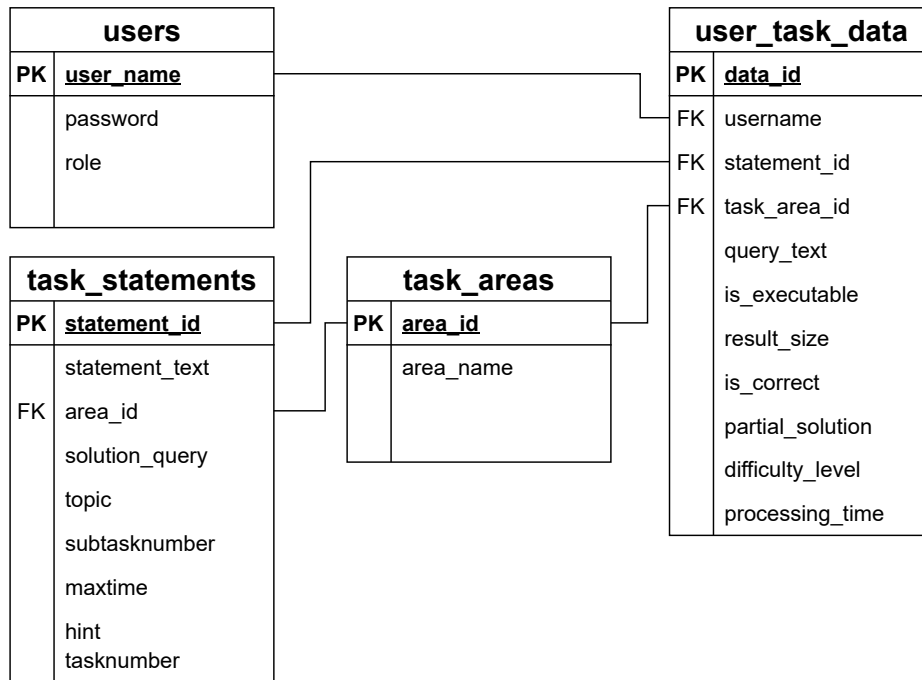 users
PK user_name
password
role
user_task_data
PK data_id
FK username
FK statement_id
FK task_area_id
query_text
is_executable
result_size
is_correct
partial_solution
difficulty_level
processing_time
task_statements
PK statement_id
statement_text
FK area_id
solution_query
topic
subtasknumber
maxtime
hint
tasknumber
task_areas
PK area_id
area_name